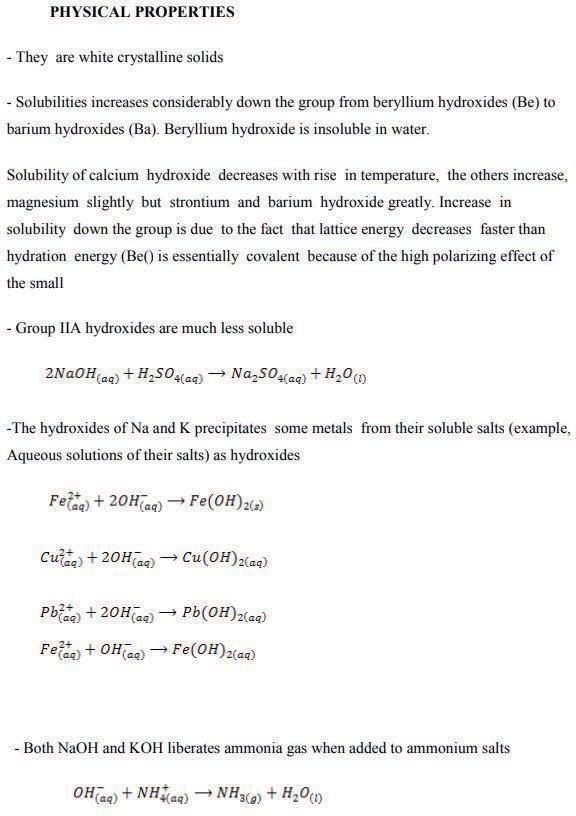 PHYSICAL PROPERTIES
- They are white crystalline solids
- Solubilities increases considerably down the group from beryllium hydroxides (Be) to
barium hydroxides (Ba). Beryllium hydroxide is insoluble in water.
Solubility of calcium hydroxide decreases with rise in temperature, the others increase,
magnesium slightly but strontium and barium hydroxide greatly. Increase in
solubility down the group is due to the fact that lattice energy decreases faster than
hydration energy (Be() is essentially covalent because of the high polarizing effect of
the small
- Group IIA hydroxides are much less soluble
2NaOH(aq) + H₂SO₄(aq) → Na₂SO₄(aq) + H₂O(l)
-The hydroxides of Na and K precipitates some metals from their soluble salts (example,
Aqueous solutions of their salts) as hydroxides
Fe²⁺(aq) + 2OH⁻(aq) → Fe(OH)₂(s)
Cu²⁺(aq) + 2OH⁻(aq) → Cu(OH)₂(aq)
Pb²⁺(aq) + 2OH⁻(aq) → Pb(OH)₂(aq)
Fe²⁺(aq) + OH⁻(aq) → Fe(OH)₂(aq)
- Both NaOH and KOH liberates ammonia gas when added to ammonium salts
OH⁻(aq) + NH₄⁺(aq) → NH₃(g) + H₂O(l)